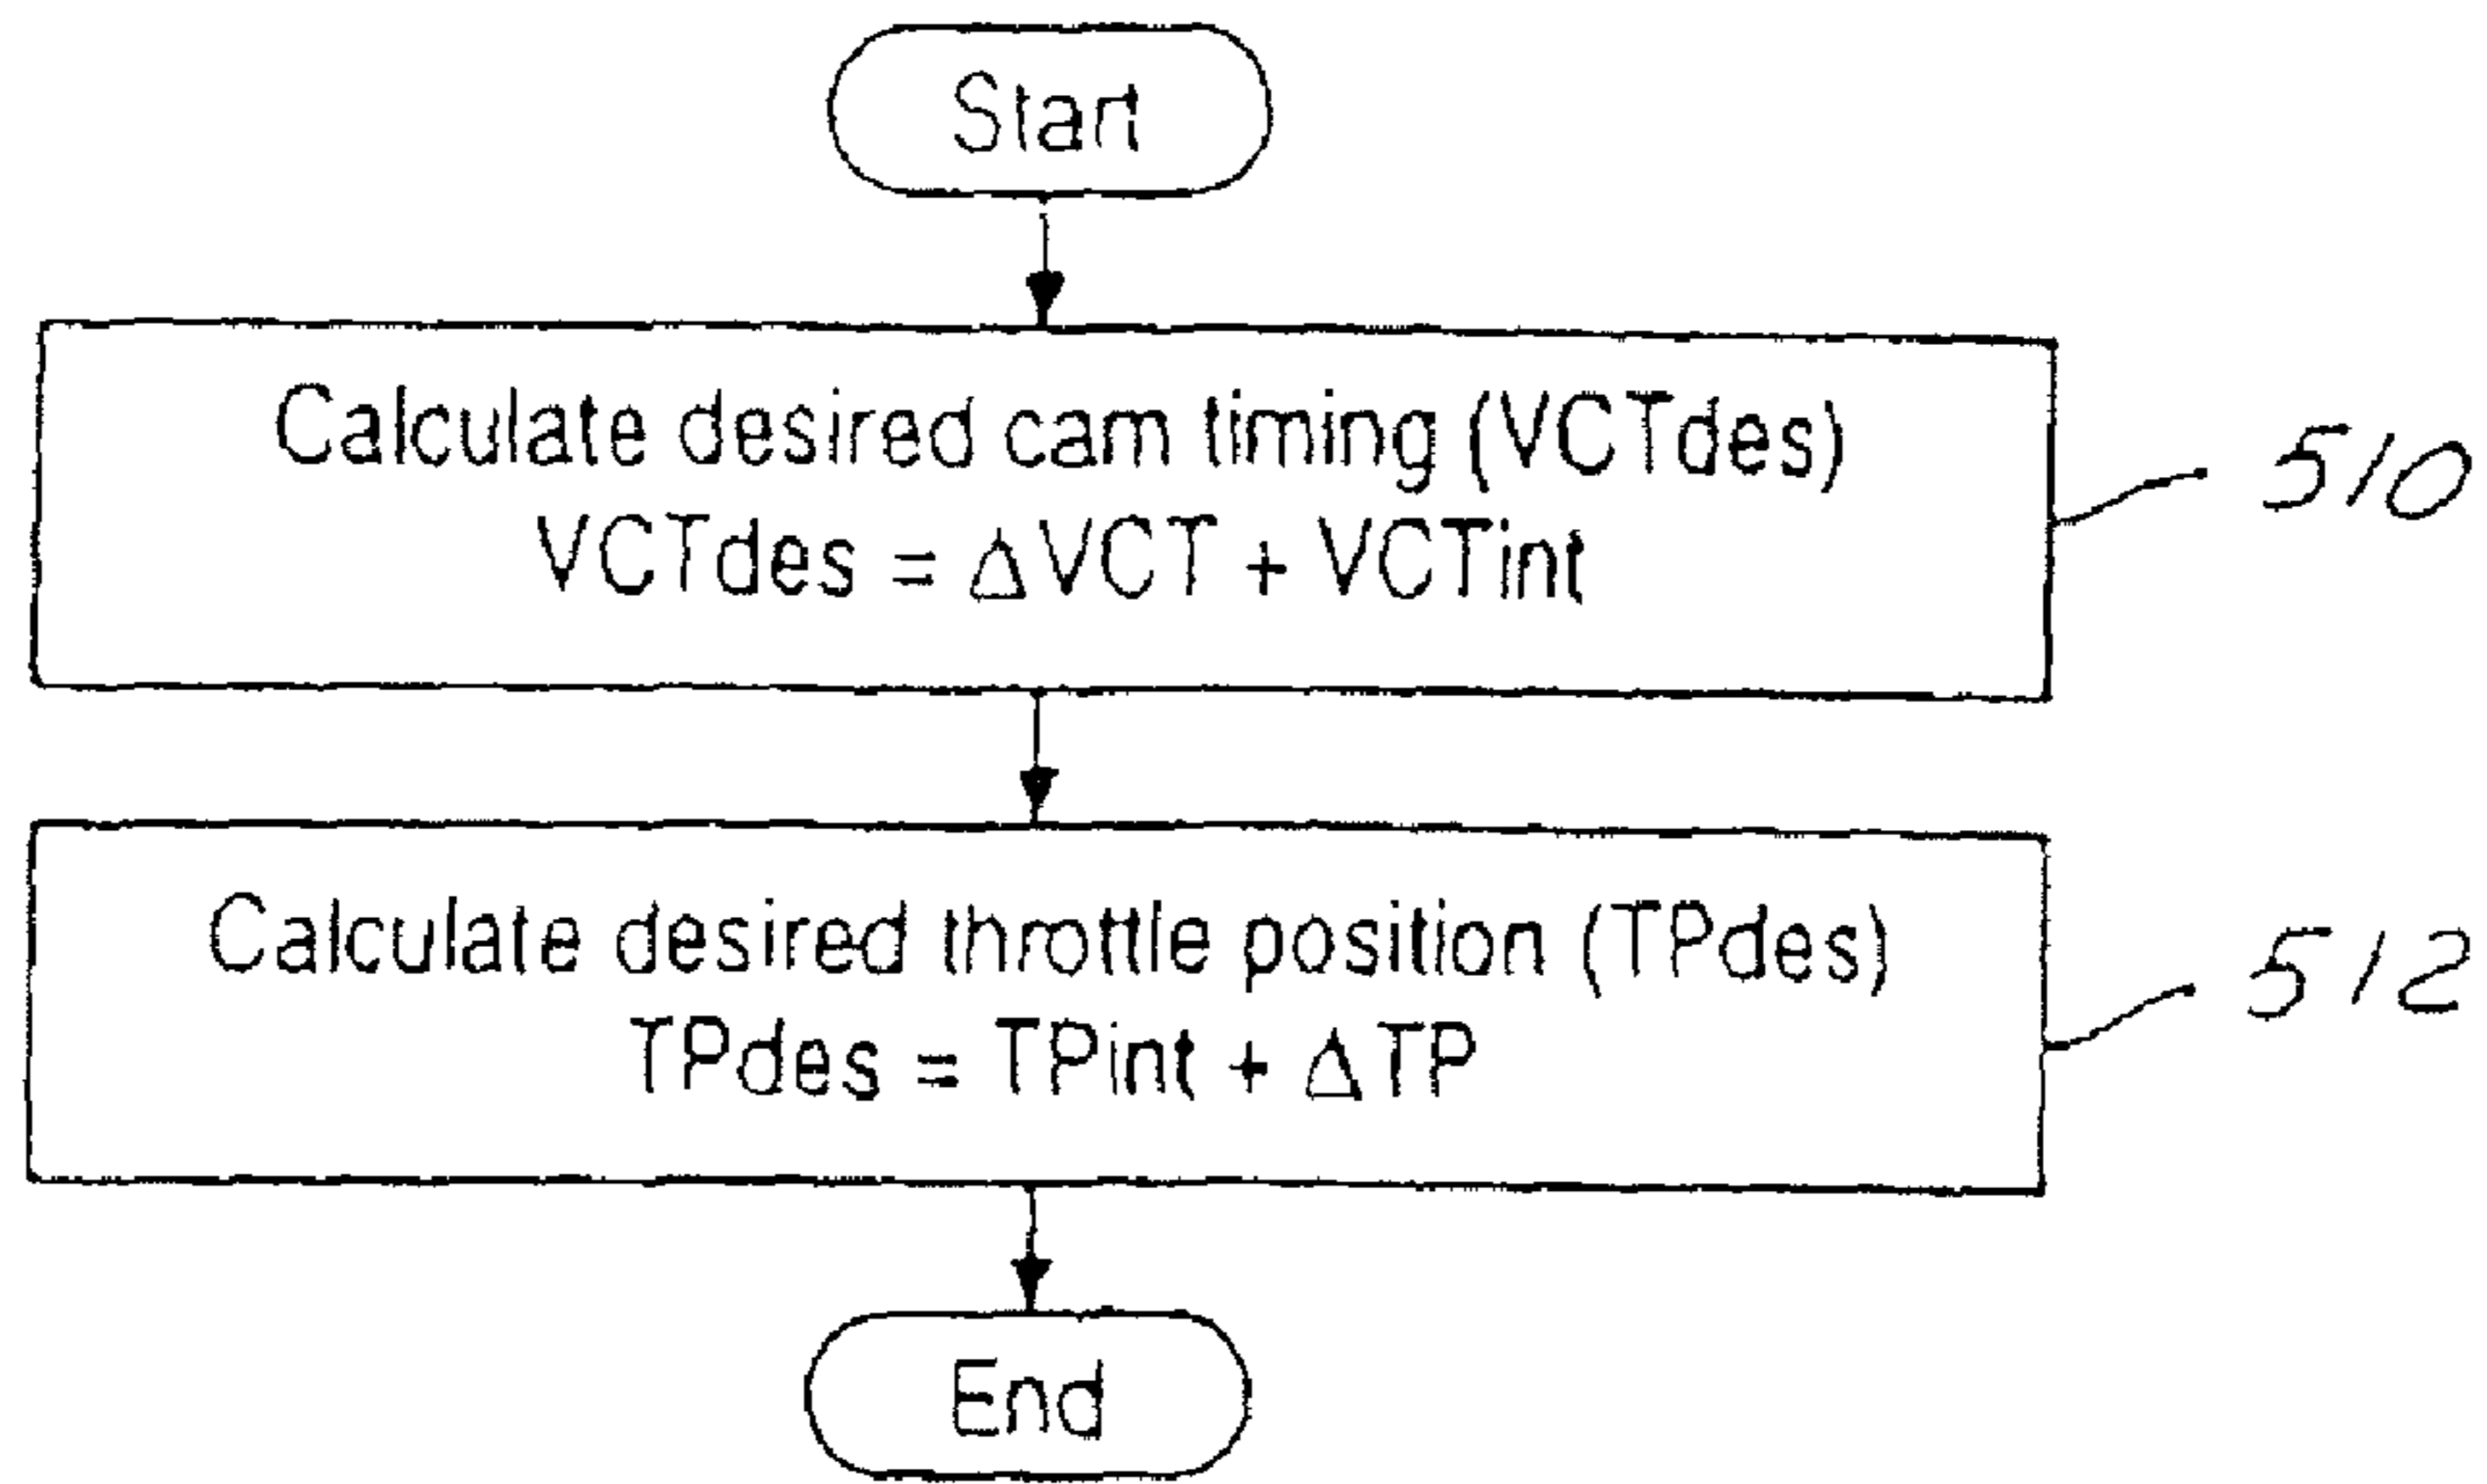 Start
Calculate desired cam timing (VCTdes)
VCTdes = ΔVCT + VCTint
510
Calculate desired throttle position (TPdes)
TPdes = TPint + ΔTP
512
End